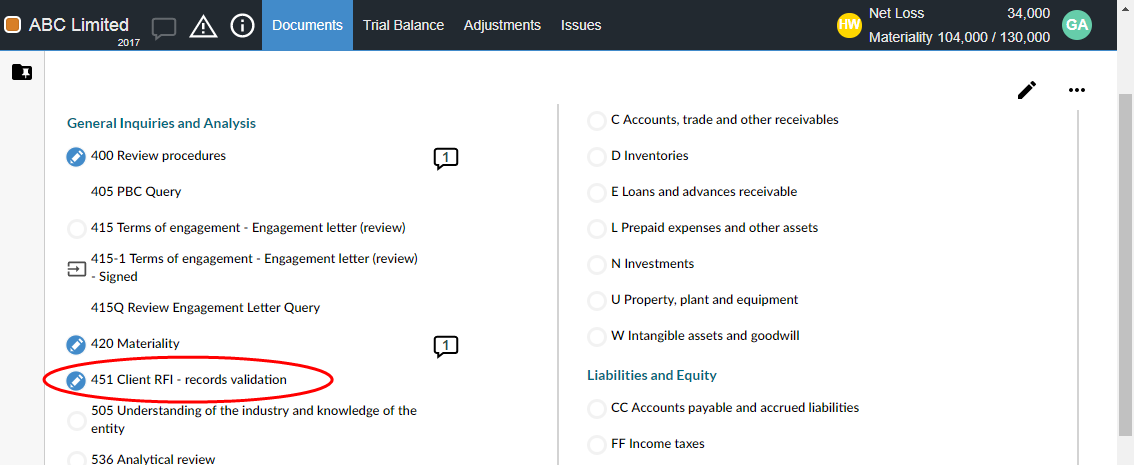 ABC Limited
2017
Documents
Trial Balance
Adjustments
Issues
HW
Net Loss 34,000
Materiality 104,000 / 130,000
GA
General Inquiries and Analysis
400 Review procedures
1
405 PBC Query
415 Terms of engagement - Engagement letter (review)
415-1 Terms of engagement - Engagement letter (review)
- Signed
415Q Review Engagement Letter Query
420 Materiality
1
451 Client RFI - records validation
505 Understanding of the industry and knowledge of the
entity
536 Analytical review
C Accounts, trade and other receivables
D Inventories
E Loans and advances receivable
L Prepaid expenses and other assets
N Investments
U Property, plant and equipment
W Intangible assets and goodwill
Liabilities and Equity
CC Accounts payable and accrued liabilities
FF Income taxes